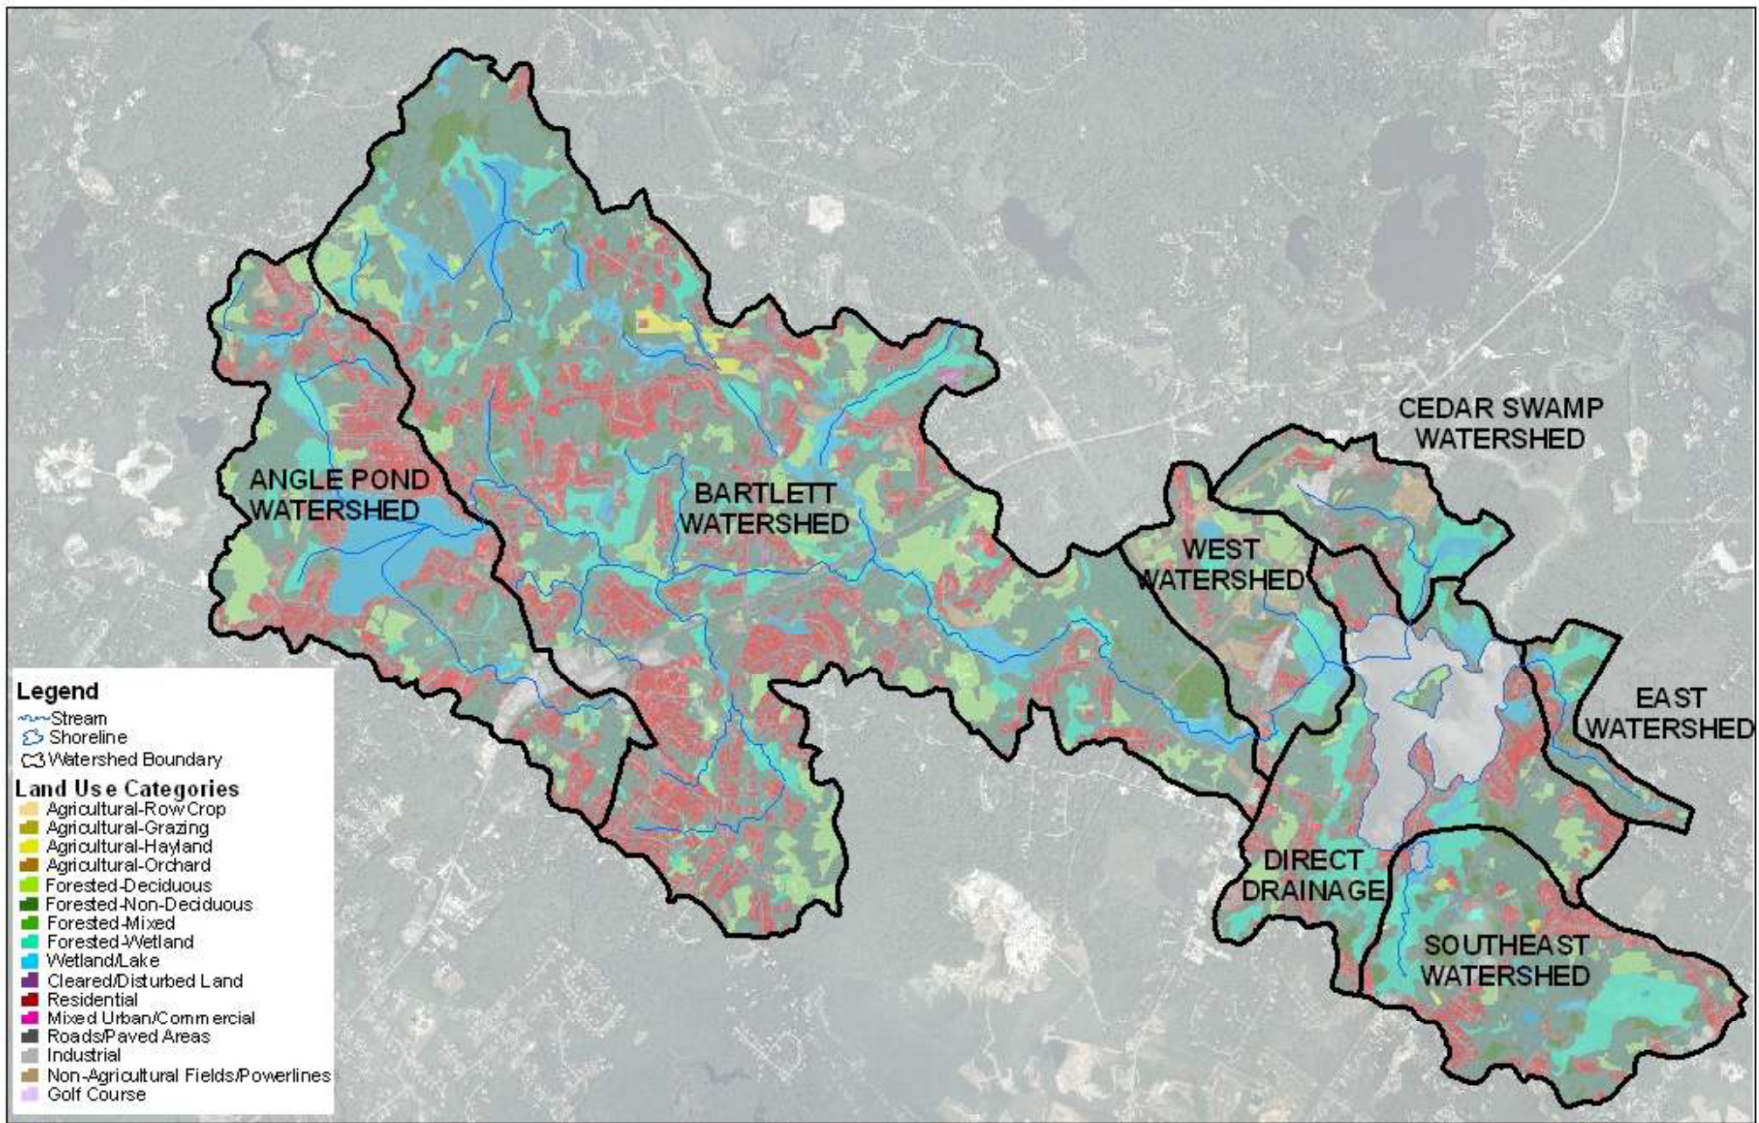 CEDAR SWAMP
WATERSHED
ANGLE POND
WATERSHED
BARTLETT
WATERSHED
WEST
WATERSHED
EAST
WATERSHED
DIRECT
DRAINAGE
SOUTHEAST
WATERSHED
Legend
Stream
Shoreline
Watershed Boundary
Land Use Categories
Agricultural-Row Crop
Agricultural-Grazing
Agricultural-Hayland
Agricultural-Orchard
Forested-Deciduous
Forested-Non-Deciduous
Forested-Mixed
Forested-Wetland
Wetland/Lake
Cleared/Disturbed Land
Residential
Mixed Urban/Commercial
Roads/Paved Areas
Industrial
Non-Agricultural Fields/Powerlines
Golf Course